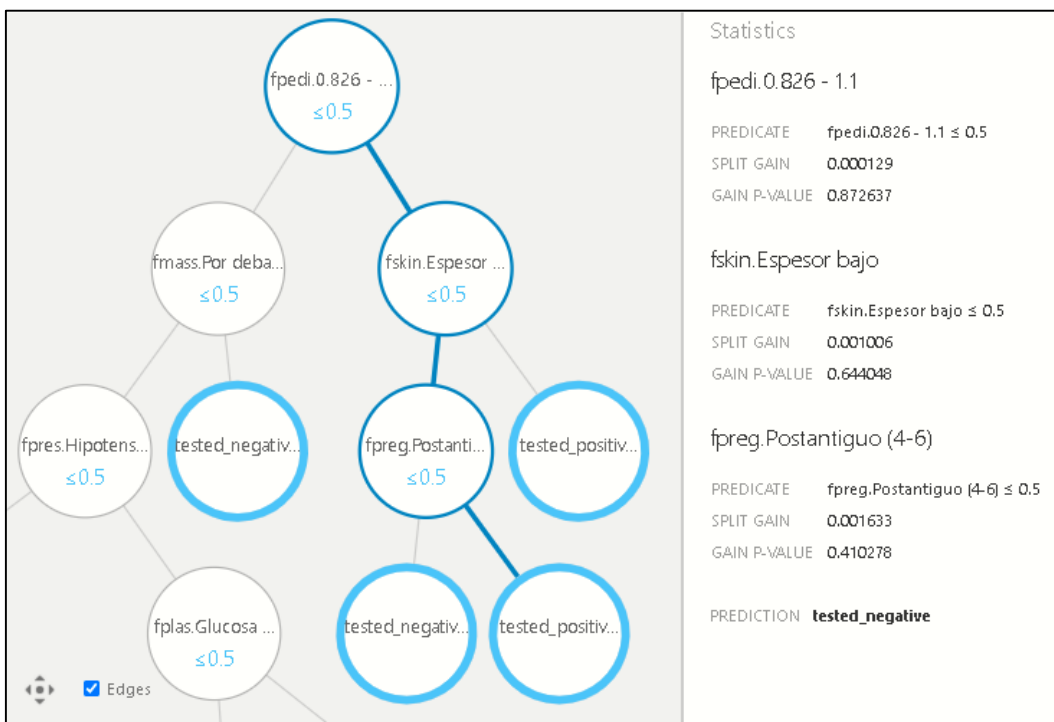 fpedi.0.826 - ...
≤0.5
fmass.Por deba...
≤0.5
fskin.Espesor ...
≤0.5
fpres.Hipotens...
≤0.5
tested_negativ...
fpreg.Postanti...
≤0.5
tested_positiv...
fplas.Glucosa ...
≤0.5
tested_negativ...
tested_positiv...
Edges
Statistics
fpedi.0.826 - 1.1
PREDICATE fpedi.0.826 - 1.1 ≤ 0.5
SPLIT GAIN 0.000129
GAIN P-VALUE 0.872637
fskin.Espesor bajo
PREDICATE fskin.Espesor bajo ≤ 0.5
SPLIT GAIN 0.001006
GAIN P-VALUE 0.644048
fpreg.Postantiguo (4-6)
PREDICATE fpreg.Postantiguo (4-6) ≤ 0.5
SPLIT GAIN 0.001633
GAIN P-VALUE 0.410278
PREDICTION tested_negative